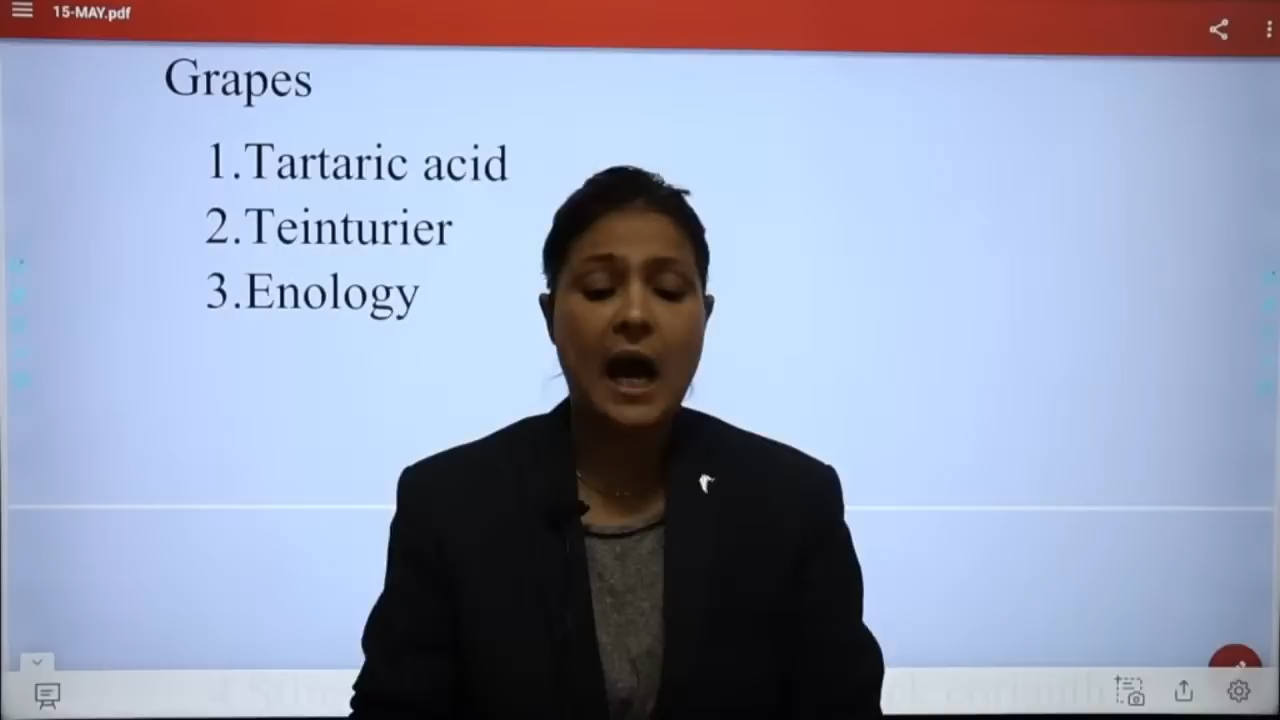 15-MAY.pdf
Grapes
1.Tartaric acid
2.Teinturier
3.Enology